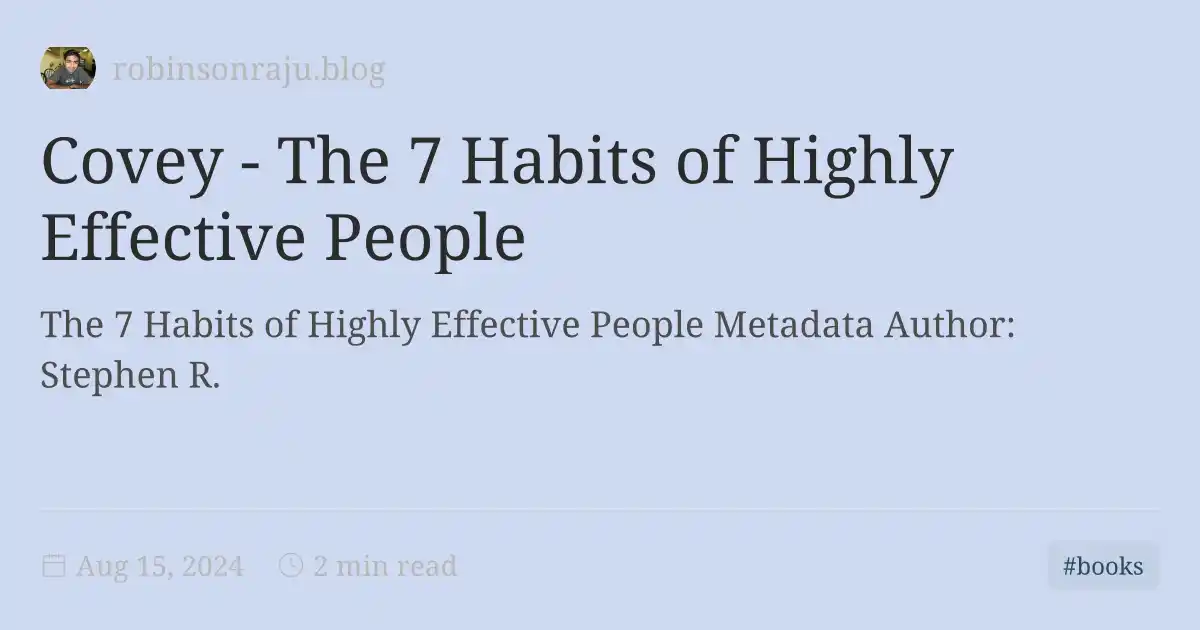 robinsonraju.blog
Covey - The 7 Habits of Highly
Effective People
The 7 Habits of Highly Effective People Metadata Author:
Stephen R.
Aug 15, 2024 2 min read #books